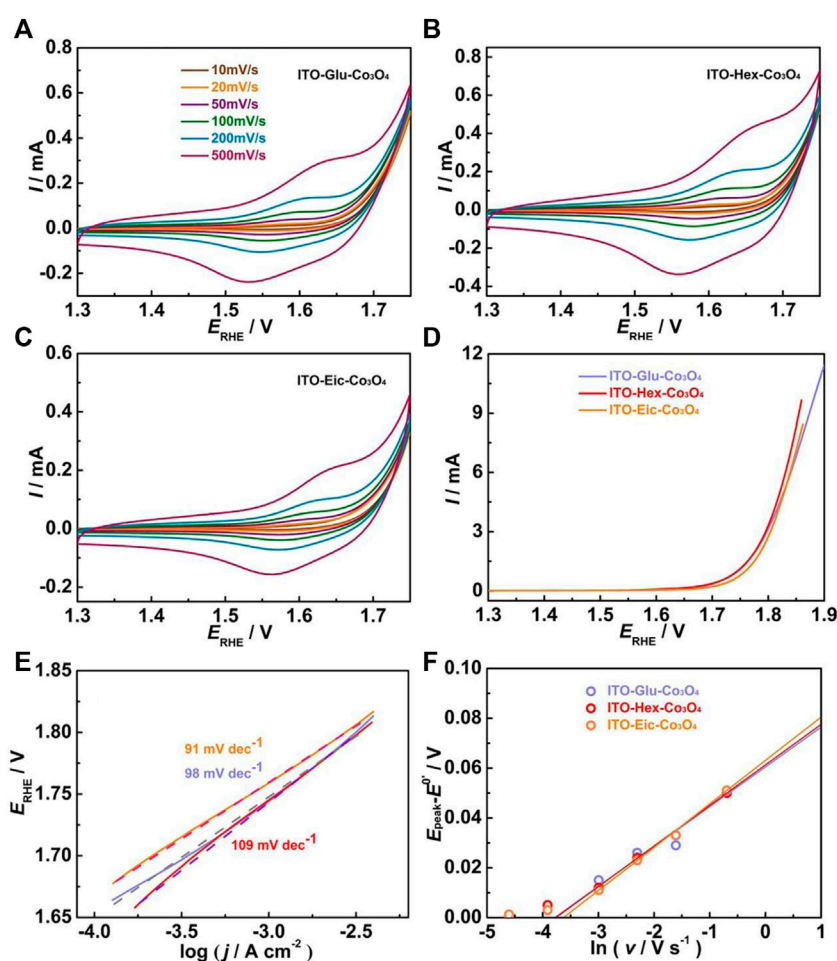 A
10mV/s
20mV/s
50mV/s
100mV/s
200mV/s
500mV/s
ITO-Glu-Co₃O₄
0.8
0.6
0.4
0.2
0.0
-0.2
I / mA
1.3 1.4 1.5 1.6 1.7
E_RHE / V
B
ITO-Hex-Co₃O₄
0.8
0.6
0.4
0.2
0.0
-0.2
-0.4
I / mA
1.3 1.4 1.5 1.6 1.7
E_RHE / V
C
ITO-Eic-Co₃O₄
0.6
0.4
0.2
0.0
-0.2
I / mA
1.3 1.4 1.5 1.6 1.7
E_RHE / V
D
ITO-Glu-Co₃O₄
ITO-Hex-Co₃O₄
ITO-Eic-Co₃O₄
12
9
6
3
0
I / mA
1.3 1.4 1.5 1.6 1.7 1.8 1.9
E_RHE / V
E
91 mV dec⁻¹
98 mV dec⁻¹
109 mV dec⁻¹
1.85
1.80
1.75
1.70
1.65
E_RHE / V
-4.0 -3.5 -3.0 -2.5
log (j / A cm⁻²)
F
ITO-Glu-Co₃O₄
ITO-Hex-Co₃O₄
ITO-Eic-Co₃O₄
0.10
0.08
0.06
0.04
0.02
0.00
E_peak-E⁰' / V
-5 -4 -3 -2 -1 0 1
ln (v / V s⁻¹)